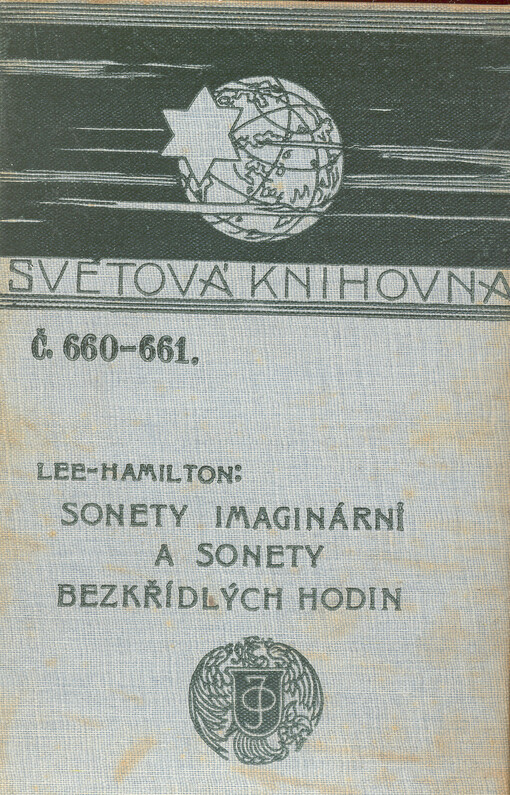 SVĚTOVÁ KNIHOVNA
Č. 660-661.
LEE-HAMILTON:
SONETY IMAGINÁRNÍ
A SONETY
BEZKŘÍDLÝCH HODIN